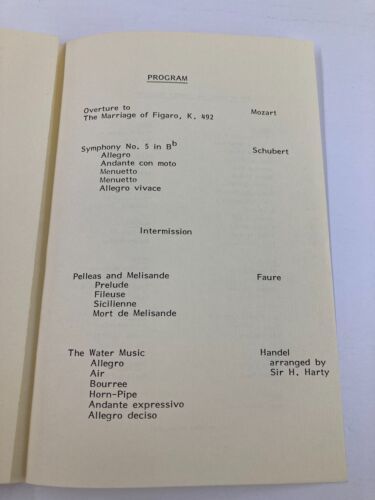 PROGRAM
Overture to
The Marriage of Figaro, K. 492 Mozart
Symphony No. 5 in Bb Schubert
Allegro
Andante con moto
Menuetto
Menuetto
Allegro vivace
Intermission
Pelleas and Melisande Faure
Prelude
Fileuse
Sicillenne
Mort de Melisande
The Water Music Handel
Allegro arranged by
Air Sir H. Harty
Bourree
Horn-Pipe
Andante expressivo
Allegro deciso